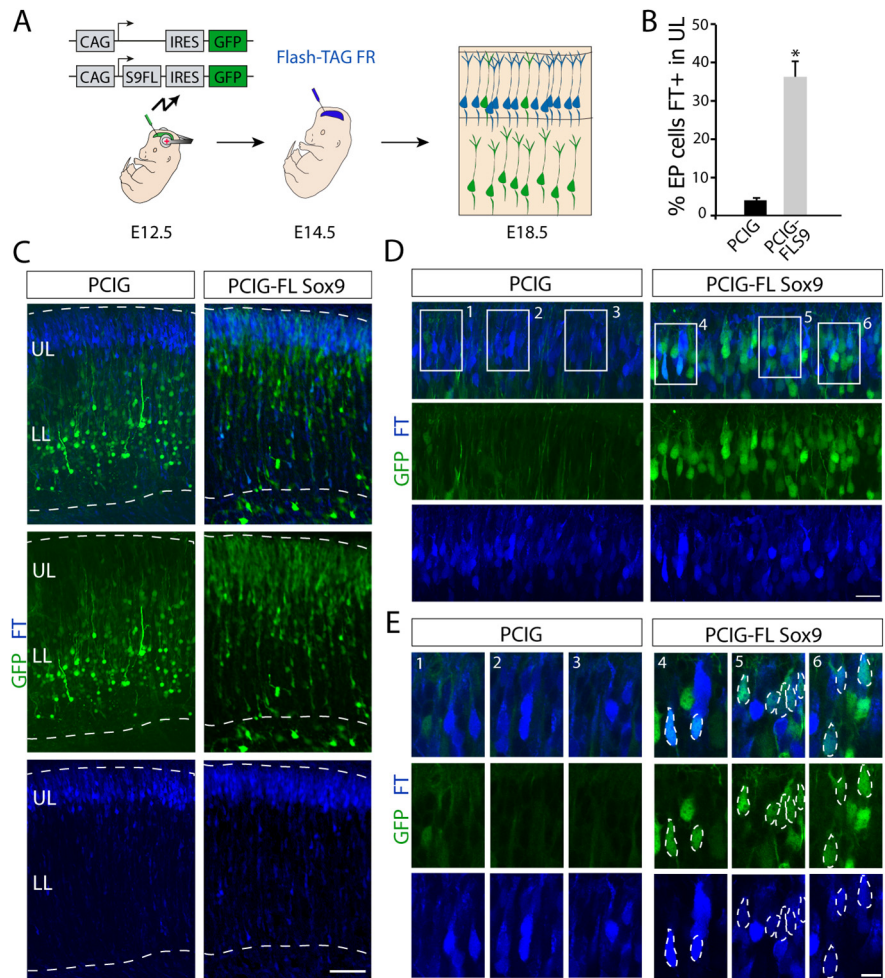 A
CAG IRES GFP
CAG S9FL IRES GFP
Flash-TAG FR
E12.5 E14.5 E18.5
B
% EP cells FT+ in UL
50
40
30
20
10
0
*
PCIG
PCIG-
FLS9
C
PCIG PCIG-FL Sox9
UL
LL
UL
LL
GFP FT
UL
LL
D
PCIG PCIG-FL Sox9
1 2 3 4 5 6
GFP FT
E
PCIG PCIG-FL Sox9
1 2 3 4 5 6
GFP FT